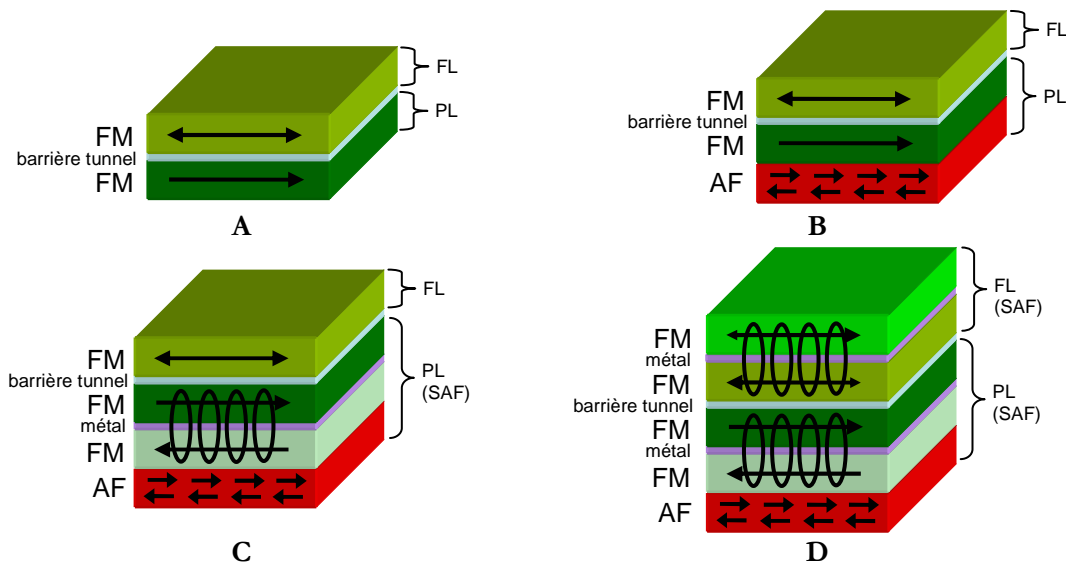 FL
PL
FM
barrière tunnel
FM
A
FL
PL
FM
barrière tunnel
FM
AF
B
FL
PL
(SAF)
FM
barrière tunnel
FM
métal
FM
AF
C
FL
(SAF)
PL
(SAF)
FM
métal
FM
barrière tunnel
FM
métal
FM
AF
D